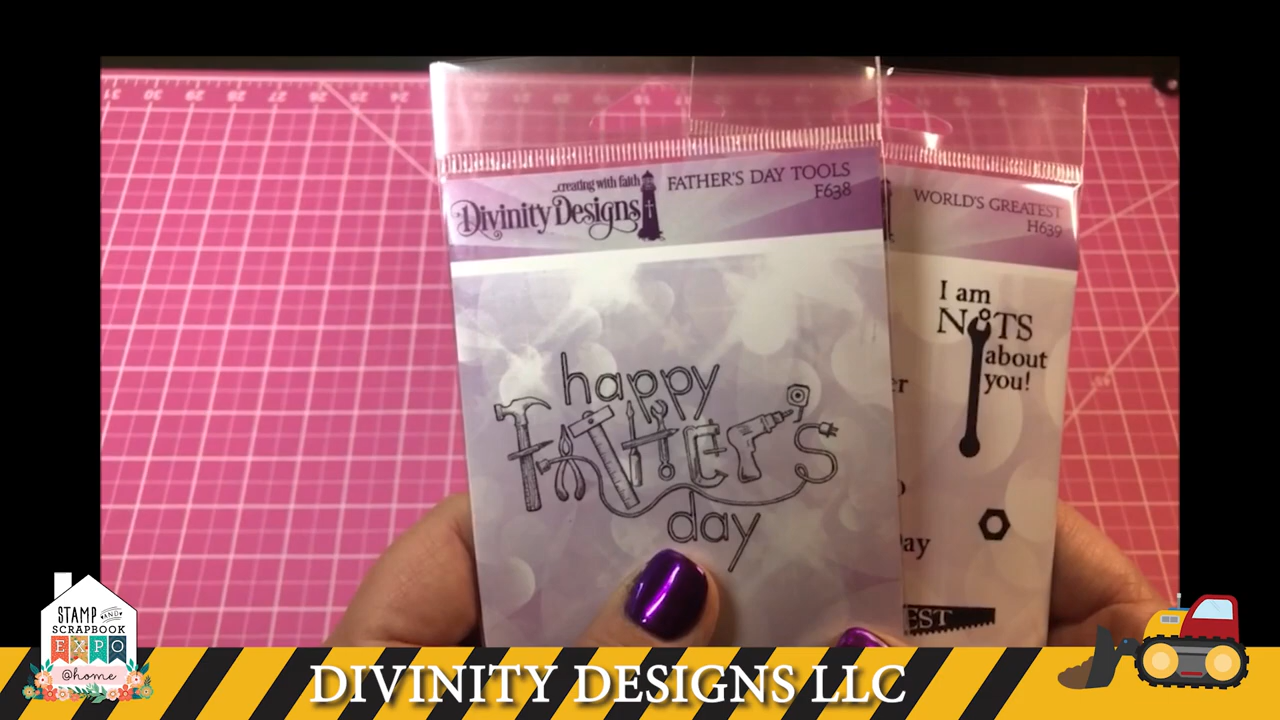 ...creating with faith
Divinity Designs
FATHER'S DAY TOOLS
F638
happy
FATHER'S
day
WORLD'S GREATEST
H639
I am
NUTS
about
you!
STAMP AND
SCRAPBOOK
EXPO
@home
DIVINITY DESIGNS LLC